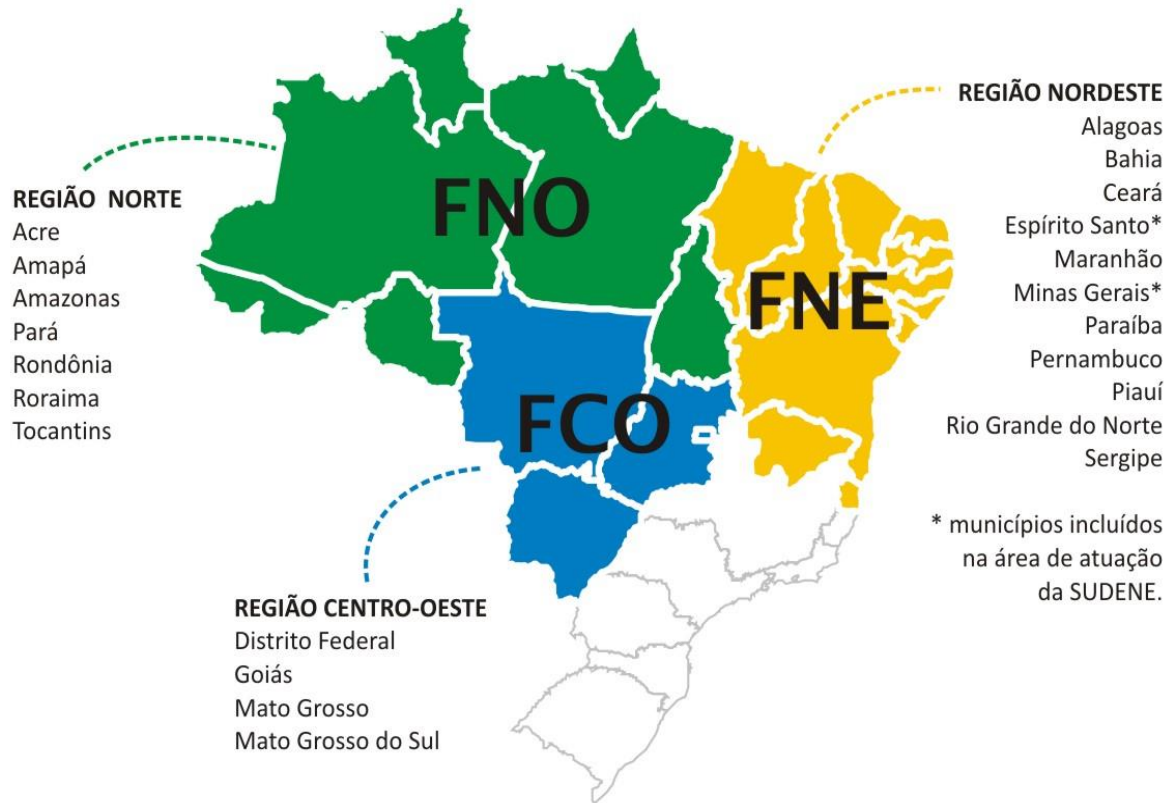 REGIÃO NORTE
Acre
Amapá
Amazonas
Pará
Rondônia
Roraima
Tocantins
FNO
FNE
FCO
REGIÃO NORDESTE
Alagoas
Bahia
Ceará
Espírito Santo*
Maranhão
Minas Gerais*
Paraíba
Pernambuco
Piauí
Rio Grande do Norte
Sergipe
* municípios incluídos
na área de atuação
da SUDENE.
REGIÃO CENTRO-OESTE
Distrito Federal
Goiás
Mato Grosso
Mato Grosso do Sul